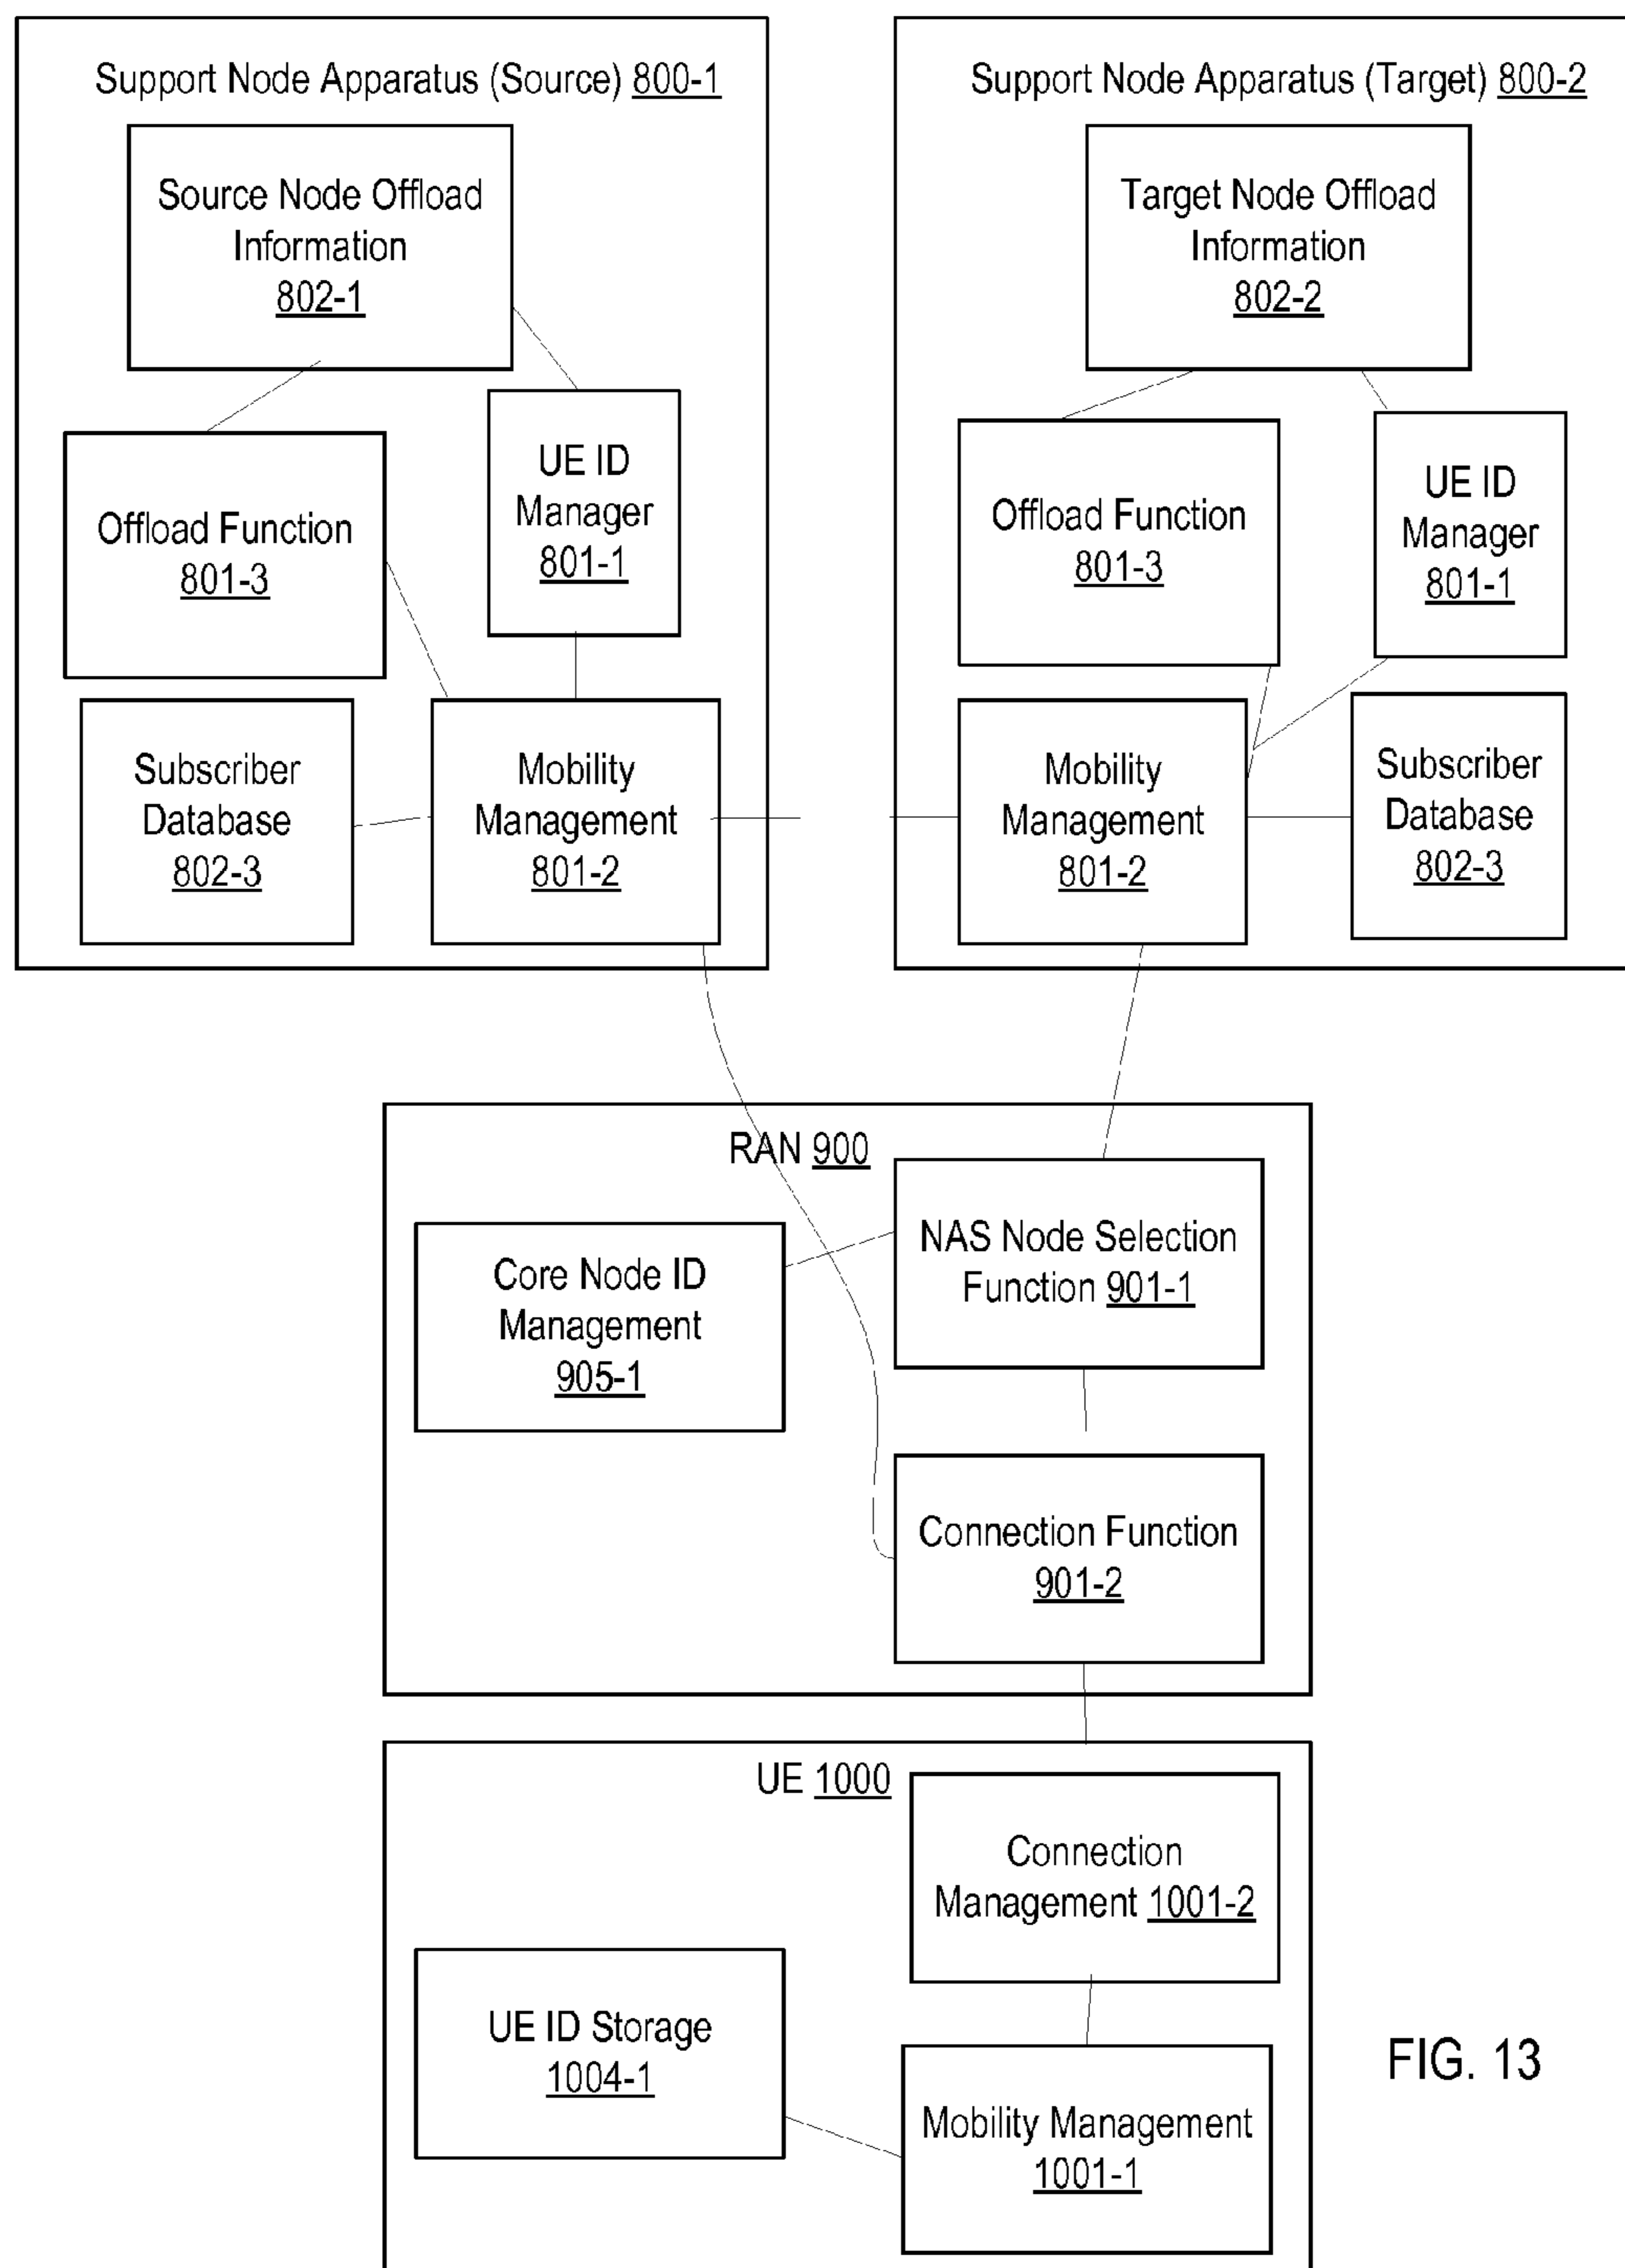 Support Node Apparatus (Source) 800-1
Source Node Offload
Information
802-1
UE ID
Manager
801-1
Offload Function
801-3
Subscriber
Database
802-3
Mobility
Management
801-2
Support Node Apparatus (Target) 800-2
Target Node Offload
Information
802-2
Offload Function
801-3
UE ID
Manager
801-1
Mobility
Management
801-2
Subscriber
Database
802-3
RAN 900
NAS Node Selection
Function 901-1
Core Node ID
Management
905-1
Connection Function
901-2
UE 1000
Connection
Management 1001-2
UE ID Storage
1004-1
Mobility Management
1001-1
FIG. 13